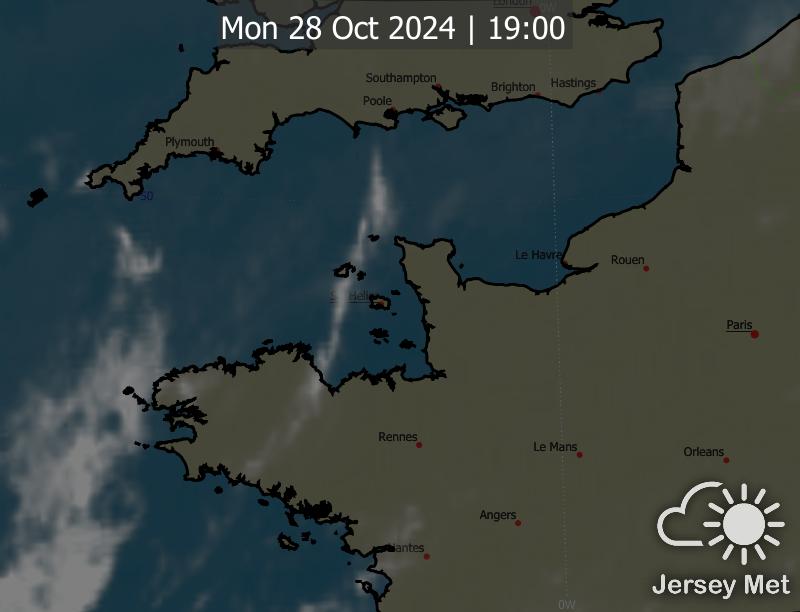 London
0W
Mon 28 Oct 2024 | 19:00
Southampton
Brighton
Hastings
Poole
Plymouth
50
Le Havre
Rouen
St Helier
Paris
Rennes
Le Mans
Orleans
Angers
Nantes
Jersey Met
0W